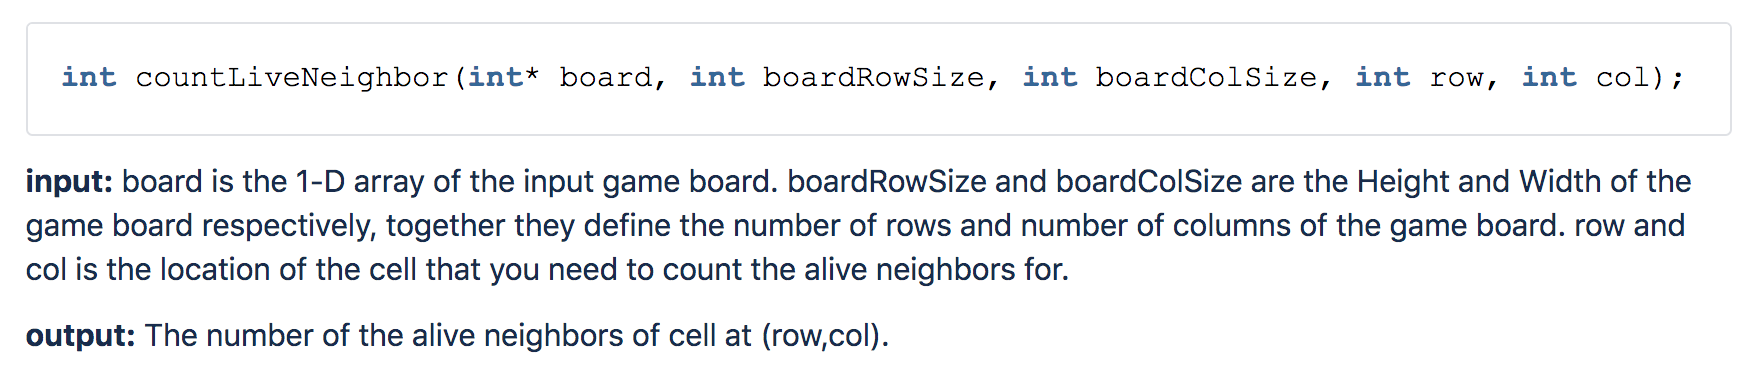 int countLiveNeighbor(int* board, int boardRowSize, int boardColSize, int row, int col);
input: board is the 1-D array of the input game board. boardRowSize and boardColSize are the Height and Width of the
game board respectively, together they define the number of rows and number of columns of the game board. row and
col is the location of the cell that you need to count the alive neighbors for.
output: The number of the alive neighbors of cell at (row,col).